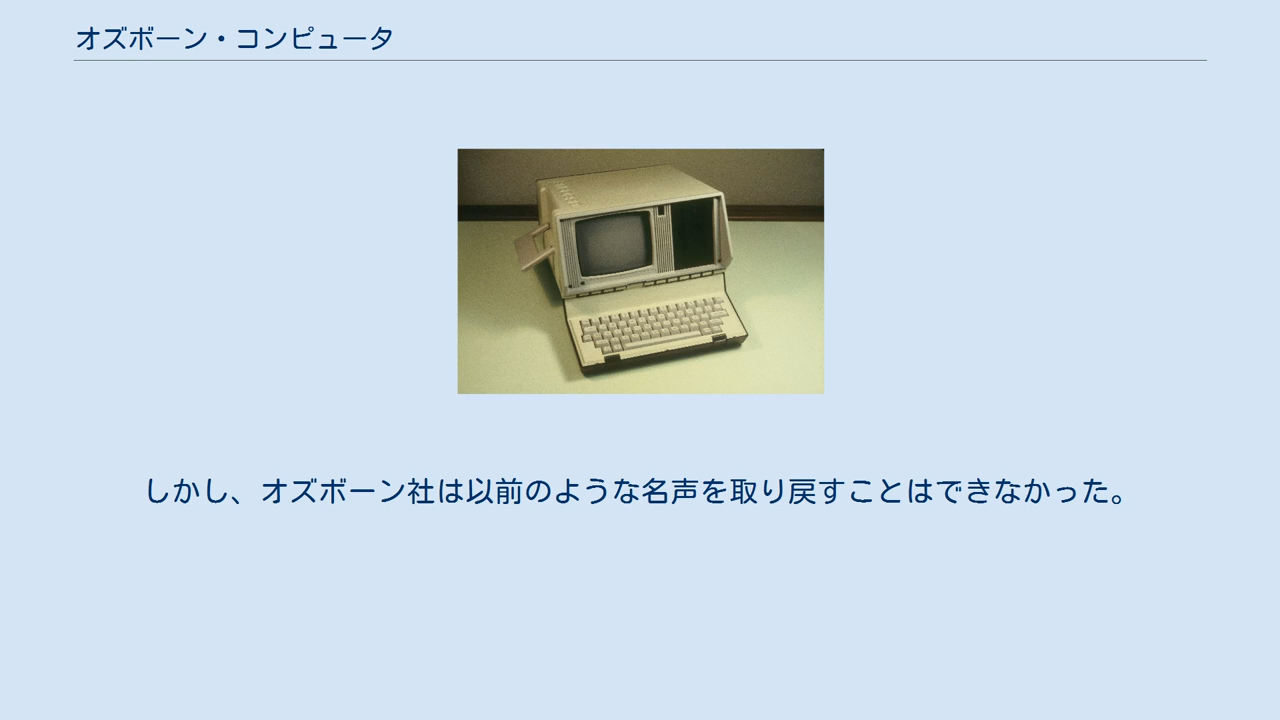 オズボーン・コンピュータ
しかし、オズボーン社は以前のような名声を取り戻すことはできなかった。